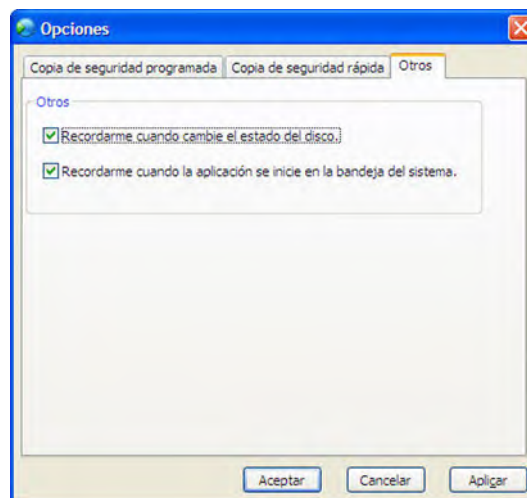 Opciones
Copia de seguridad programada Copia de seguridad rápida Otros
Otros
Recordarme cuando cambie el estado del disco.
Recordarme cuando la aplicación se inicie en la bandeja del sistema.
Aceptar Cancelar Aplicar